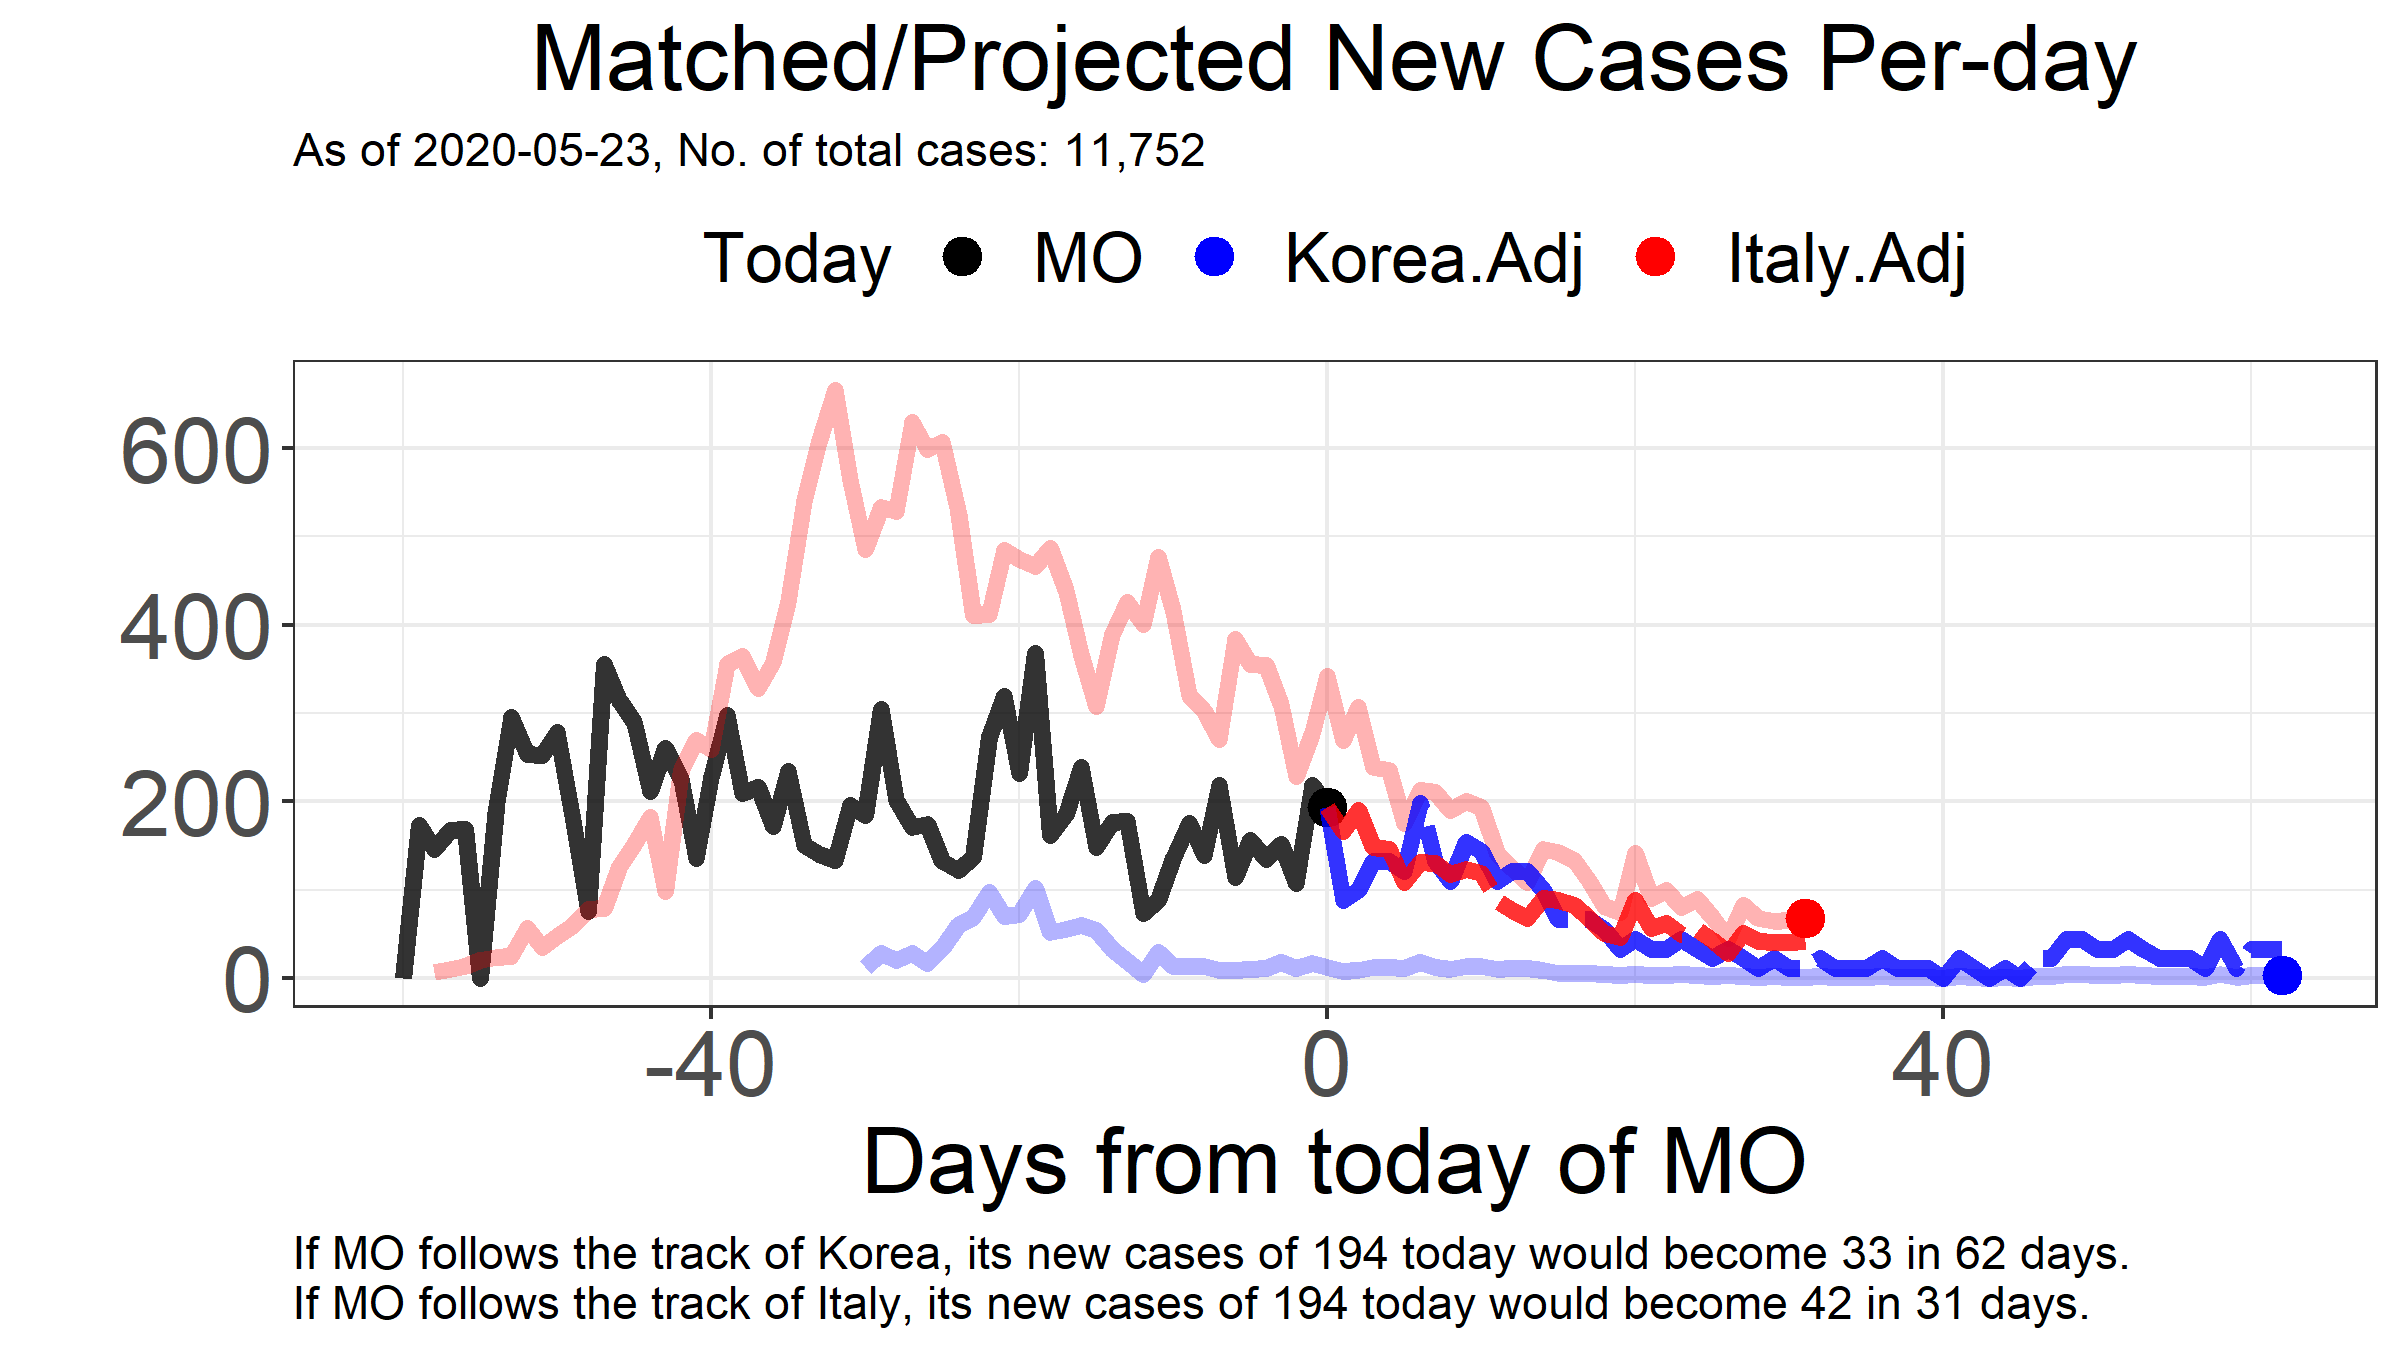 Matched/Projected New Cases Per-day
As of 2020-05-23, No. of total cases: 11,752
Today MO Korea.Adj Italy.Adj
600
400
200
0
-40 0 40
Days from today of MO
If MO follows the track of Korea, its new cases of 194 today would become 33 in 62 days.
If MO follows the track of Italy, its new cases of 194 today would become 42 in 31 days.